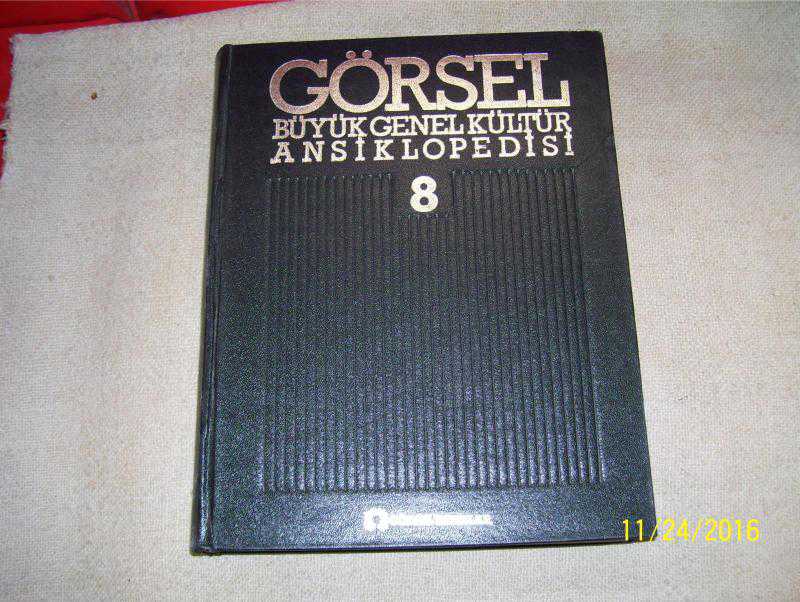 GÖRSEL
BÜYÜK GENEL KÜLTÜR
ANSİKLOPEDİSİ
8
11/24/2016